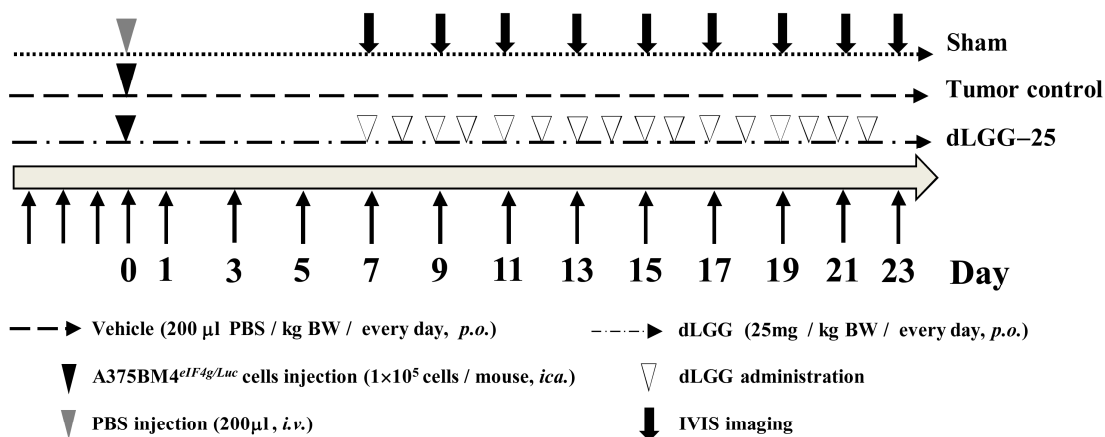 Sham
Tumor control
dLGG–25
0 1 3 5 7 9 11 13 15 17 19 21 23 Day
Vehicle (200 μl PBS / kg BW / every day, p.o.)
dLGG (25mg / kg BW / every day, p.o.)
A375BM4eIF4g/Luc cells injection (1×10⁵ cells / mouse, ica.)
dLGG administration
PBS injection (200μl, i.v.)
IVIS imaging